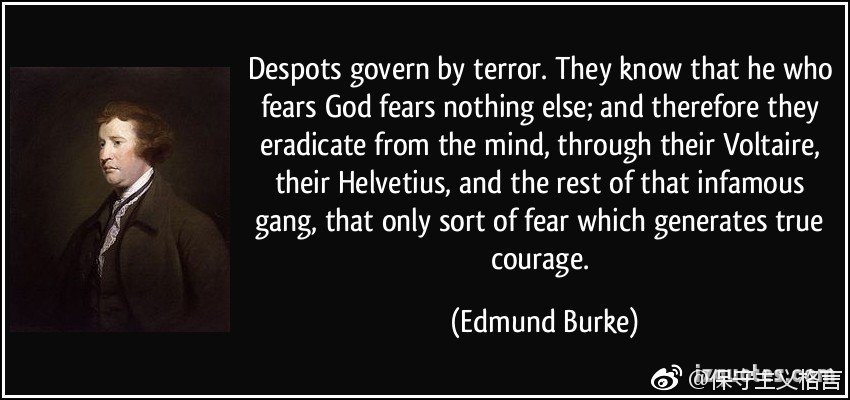 Despots govern by terror. They know that he who
fears God fears nothing else; and therefore they
eradicate from the mind, through their Voltaire,
their Helvetius, and the rest of that infamous
gang, that only sort of fear which generates true
courage.
(Edmund Burke)
izquotes.com
@保守主义格言